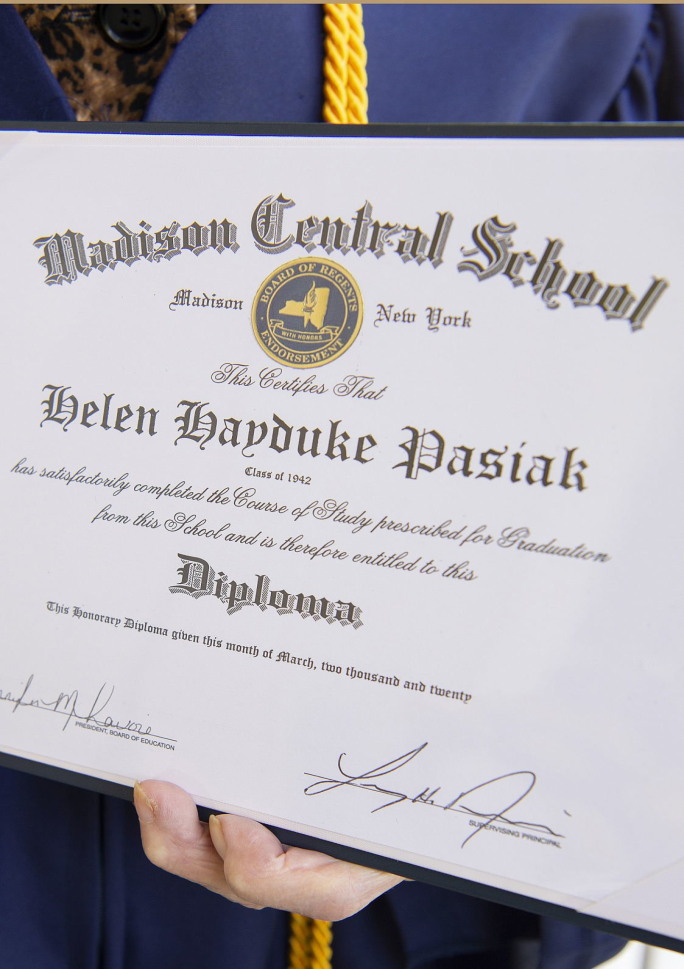 Madison Central School
Madison New York
BOARD OF REGENTS
WITH HONORS
ENDORSEMENT
This Certifies That
Helen Hayduke Pasiak
Class of 1942
has satisfactorily completed the Course of Study prescribed for Graduation
from this School and is therefore entitled to this
Diploma
This Honorary Diploma given this month of March, two thousand and twenty
PRESIDENT, BOARD OF EDUCATION
SUPERVISING PRINCIPAL